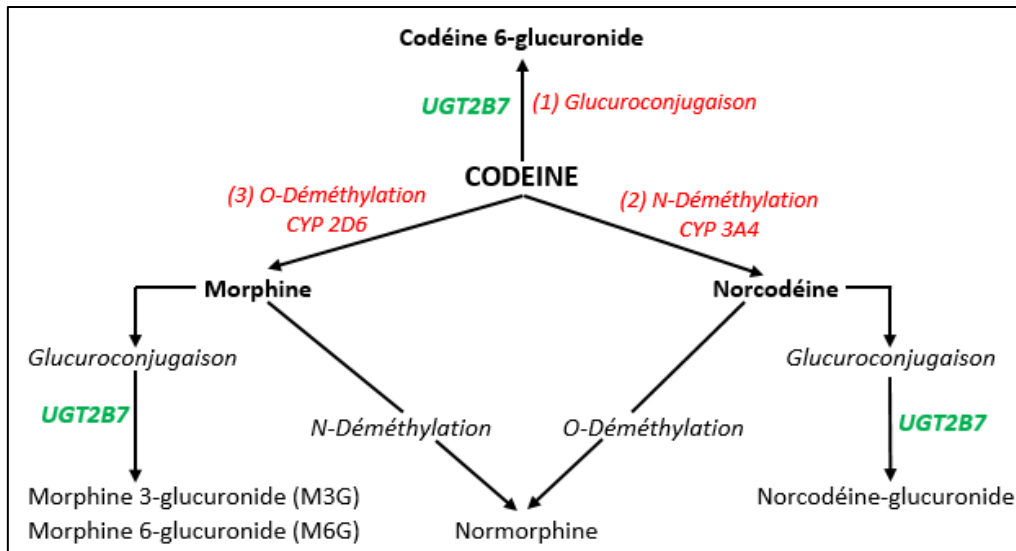 Codéine 6-glucuronide
UGT2B7
(1) Glucuroconjugaison
CODEINE
(3) O-Déméthylation
CYP 2D6
(2) N-Déméthylation
CYP 3A4
Morphine
Norcodéine
Glucuroconjugaison
Glucuroconjugaison
UGT2B7
N-Déméthylation
O-Déméthylation
UGT2B7
Morphine 3-glucuronide (M3G)
Morphine 6-glucuronide (M6G)
Normorphine
Norcodéine-glucuronide